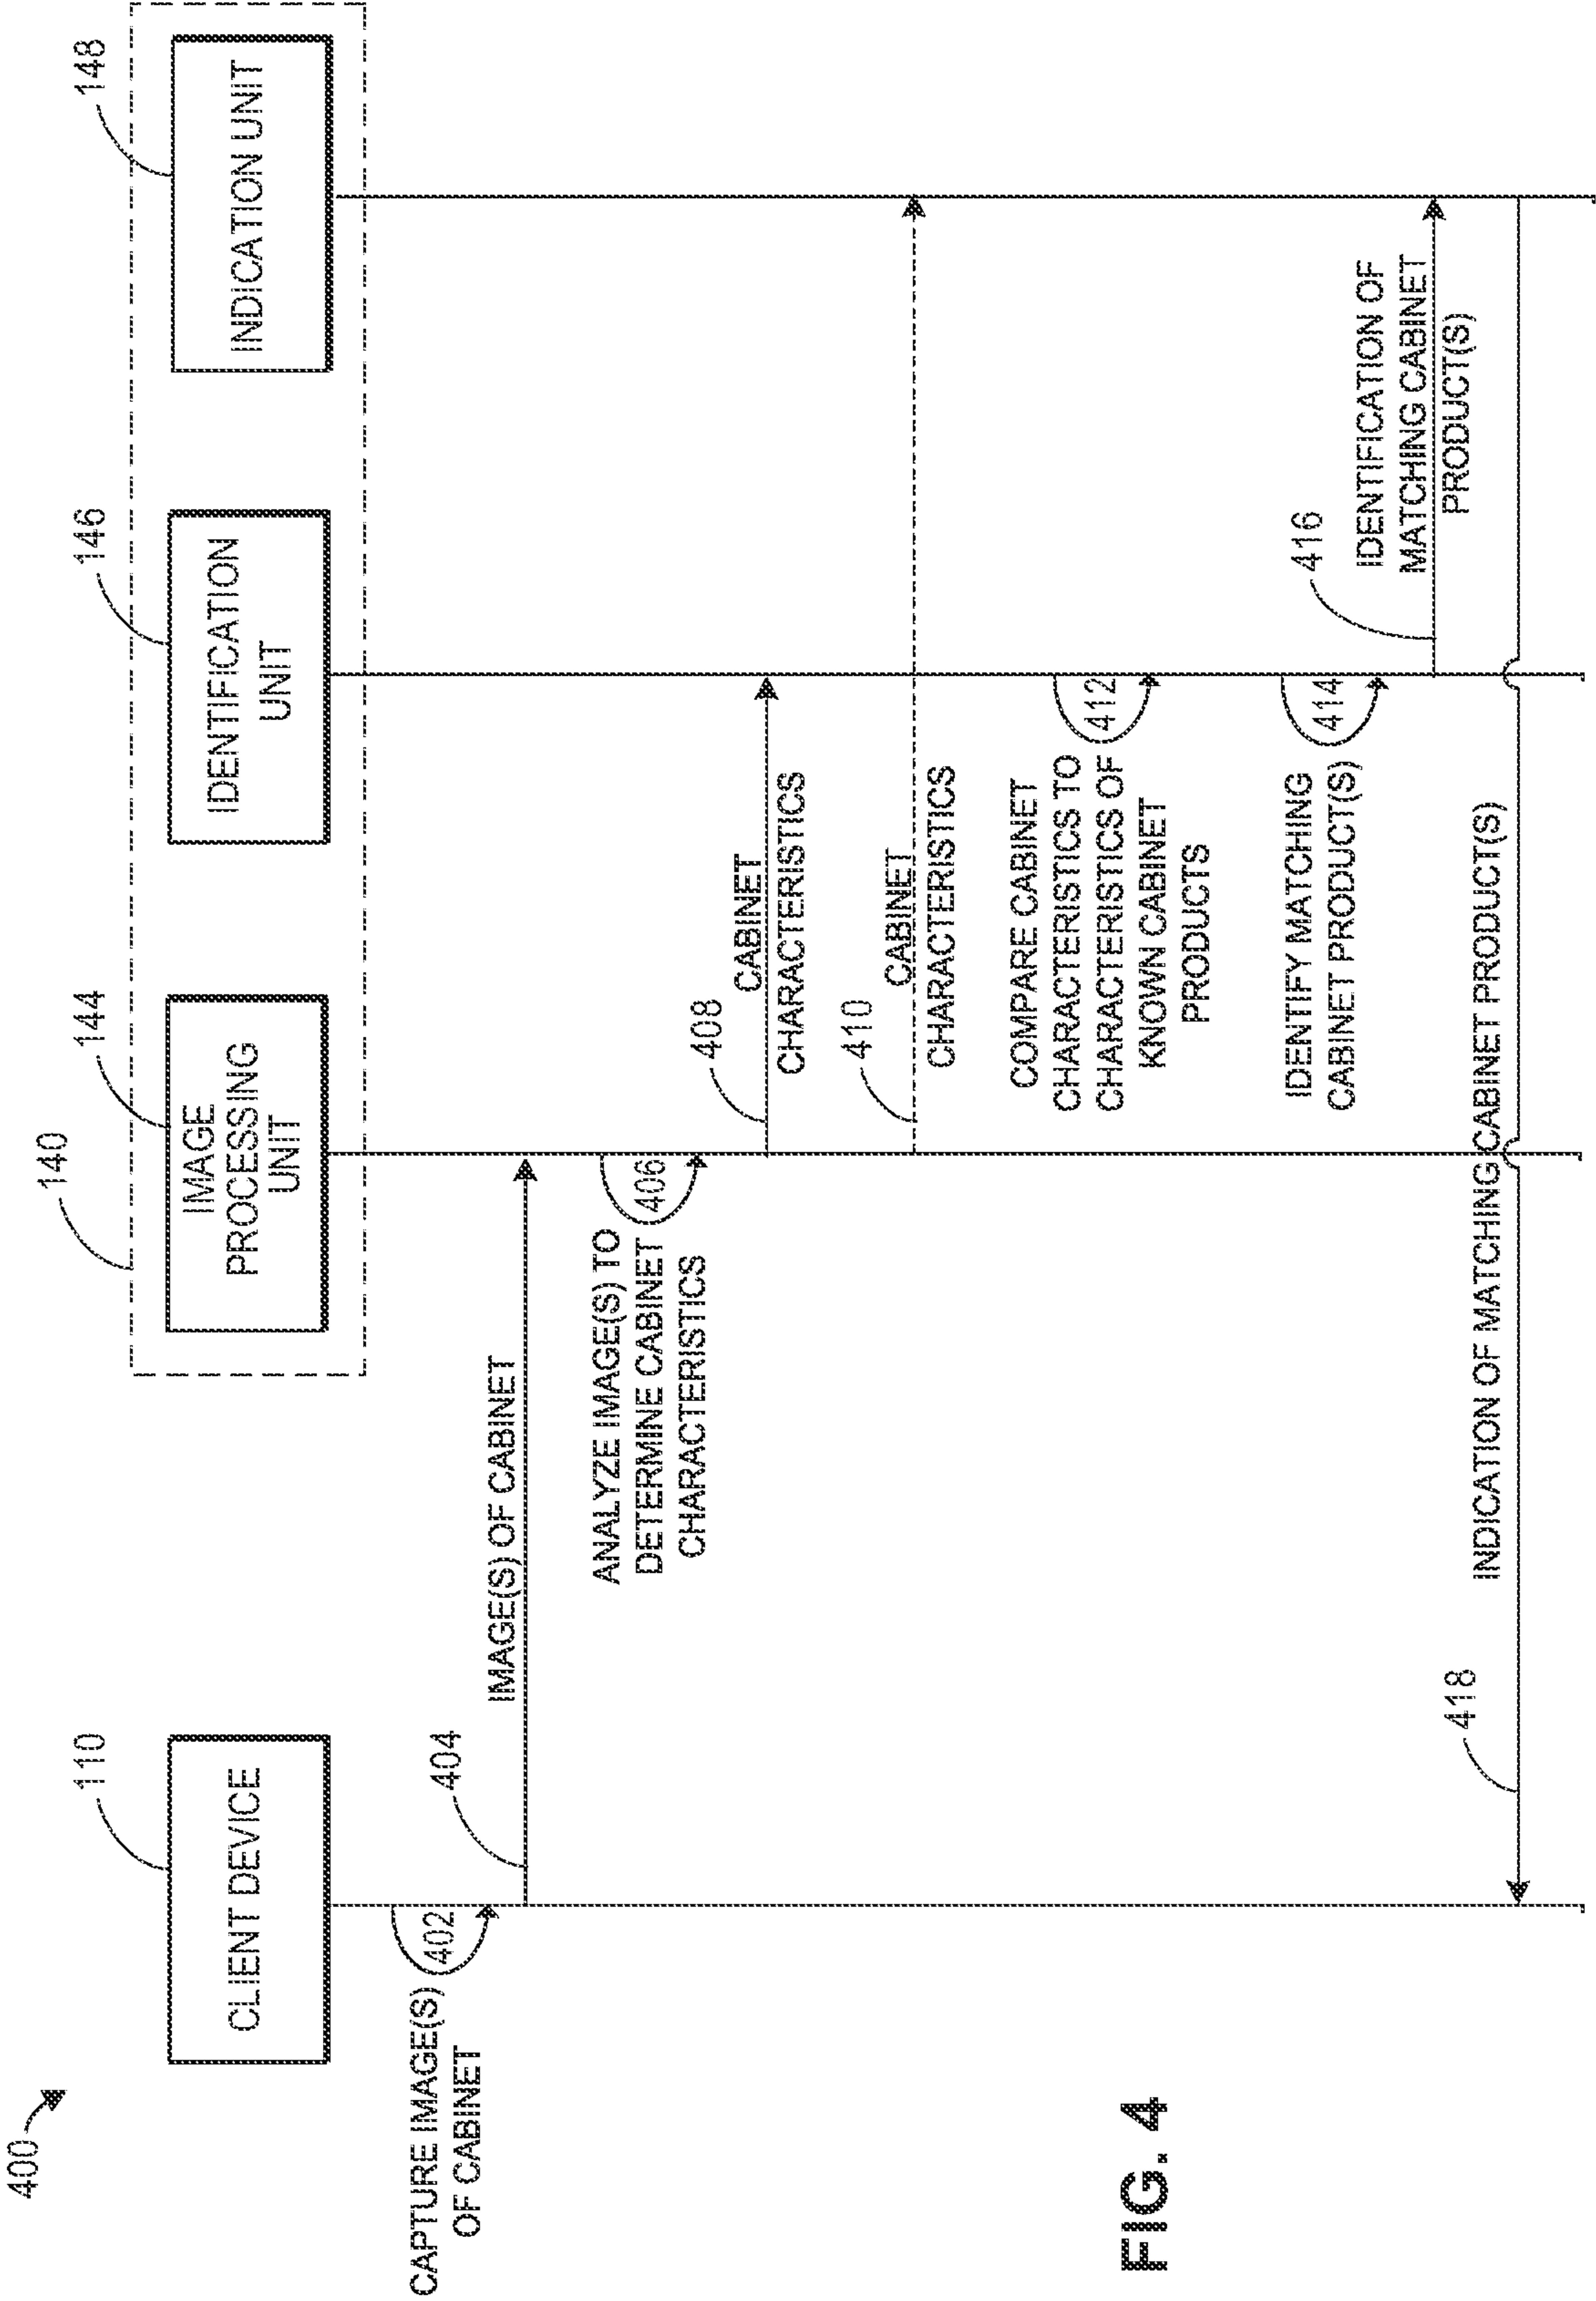 400
110
CLIENT DEVICE
140
144
IMAGE
PROCESSING
UNIT
146
IDENTIFICATION
UNIT
148
INDICATION UNIT
CAPTURE IMAGE(S)
OF CABINET
402
404
IMAGE(S) OF CABINET
ANALYZE IMAGE(S) TO
DETERMINE CABINET
CHARACTERISTICS
406
408
CABINET
CHARACTERISTICS
410
CABINET
CHARACTERISTICS
COMPARE CABINET
CHARACTERISTICS TO
CHARACTERISTICS OF
KNOWN CABINET
PRODUCTS
412
IDENTIFY MATCHING
CABINET PRODUCT(S)
414
416
IDENTIFICATION OF
MATCHING CABINET
PRODUCT(S)
418
INDICATION OF MATCHING CABINET PRODUCT(S)
FIG. 4